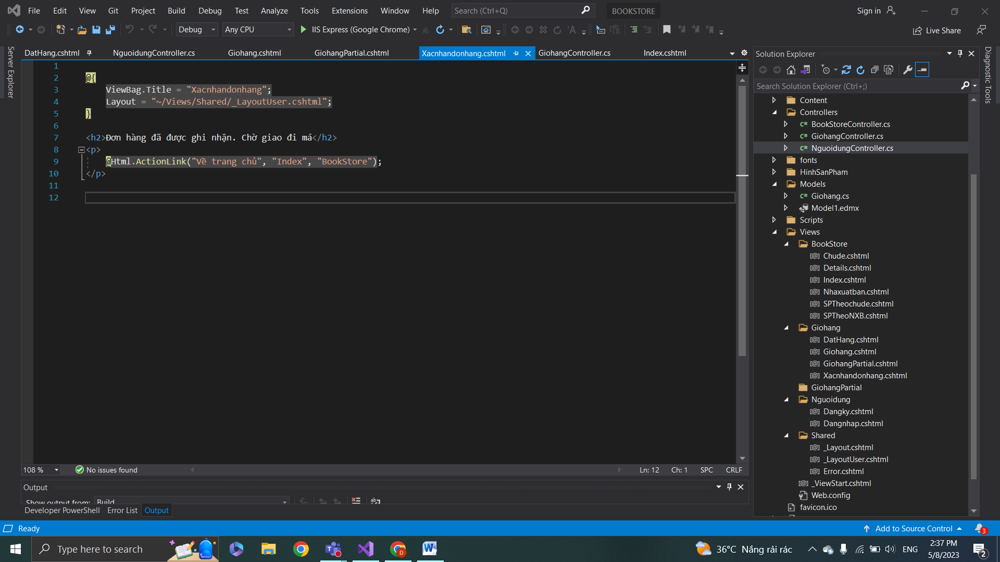 File Edit View Git Project Build Debug Test Analyze Tools Extensions Window Help Search (Ctrl+Q) BOOKSTORE Sign in
Debug Any CPU IIS Express (Google Chrome) Live Share
Server Explorer
DatHang.cshtml NguoidungController.cs Giohang.cshtml GiohangPartial.cshtml Xacnhandonhang.cshtml GiohangController.cs Index.cshtml
1
2 @{
3 ViewBag.Title = "Xacnhandonhang";
4 Layout = "~/Views/Shared/_LayoutUser.cshtml";
5 }
6
7 <h2>Đơn hàng đã được ghi nhận. Chờ giao đi má</h2>
8 <p>
9 @Html.ActionLink("Về trang chủ", "Index", "BookStore");
10 </p>
11
12
108 % No issues found Ln: 12 Ch: 1 SPC CRLF
Output
Show output from: Build
Developer PowerShell Error List Output
Solution Explorer
Search Solution Explorer (Ctrl+;)
Content
Controllers
C# BookStoreController.cs
C# GiohangController.cs
C# NguoidungController.cs
fonts
HinhSanPham
Models
C# Giohang.cs
Model1.edmx
Scripts
Views
BookStore
[@] Chude.cshtml
[@] Details.cshtml
[@] Index.cshtml
[@] Nhaxuatban.cshtml
[@] SPTheochude.cshtml
[@] SPTheoNXB.cshtml
Giohang
[@] DatHang.cshtml
[@] Giohang.cshtml
[@] GiohangPartial.cshtml
[@] Xacnhandonhang.cshtml
GiohangPartial
Nguoidung
[@] Dangky.cshtml
[@] Dangnhap.cshtml
Shared
[@] _Layout.cshtml
[@] _LayoutUser.cshtml
[@] Error.cshtml
[@] _ViewStart.cshtml
Web.config
favicon.ico
Diagnostic Tools
Ready Add to Source Control 3
Type here to search 36°C Nắng rải rác ENG 2:37 PM
5/8/2023 2